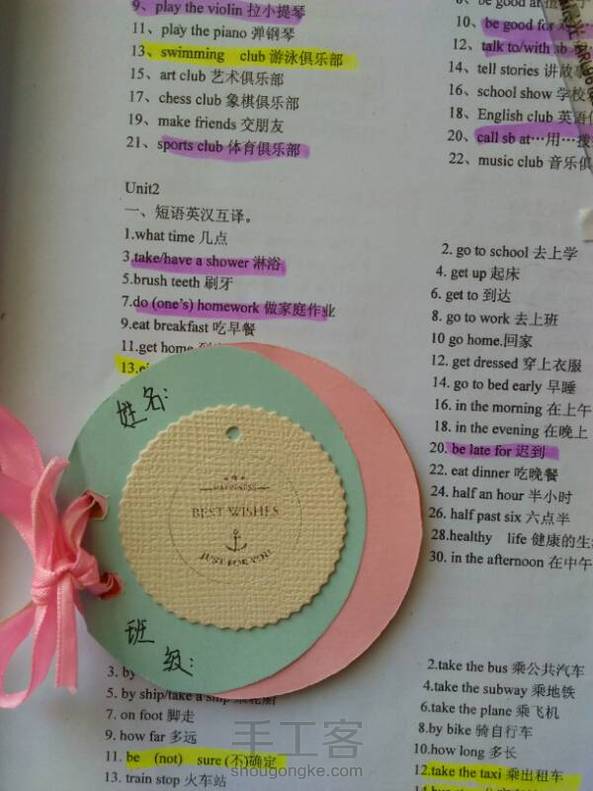 9、play the violin 拉小提琴
11、play the piano 弹钢琴
13、swimming club 游泳俱乐部
15、art club 艺术俱乐部
17、chess club 象棋俱乐部
19、make friends 交朋友
21、sports club 体育俱乐部
10、be good for
12、talk to/with sb
14、tell stories 讲故
16、school show 学校
18、English club 英语
20、call sb at…用…拨
22、music club 音乐俱
Unit2
一、短语英汉互译。
1.what time 几点
3.take/have a shower 淋浴
5.brush teeth 刷牙
7.do (one's) homework 做家庭作业
9.eat breakfast 吃早餐
11.get home
13.
2. go to school 去上学
4. get up 起床
6. get to 到达
8. go to work 去上班
10 go home.回家
12. get dressed 穿上衣服
14. go to bed early 早睡
16. in the morning 在上午
18. in the evening 在晚上
20. be late for 迟到
22. eat dinner 吃晚餐
24. half an hour 半小时
26. half past six 六点半
28.healthy life 健康的生
30. in the afternoon 在中午
姓名:
HAPPINESS
BEST WISHES
JUST FOR YOU
班级:
3. by
5. by ship/take a ship 乘轮船
7. on foot 脚走
9. how far 多远
11. be (not) sure (不)确定
13. train stop 火车站
2.take the bus 乘公共汽车
4.take the subway 乘地铁
6.take the plane 乘飞机
8.by bike 骑自行车
10.how long 多长
12.take the taxi 乘出租车
手工客
shougongke.com